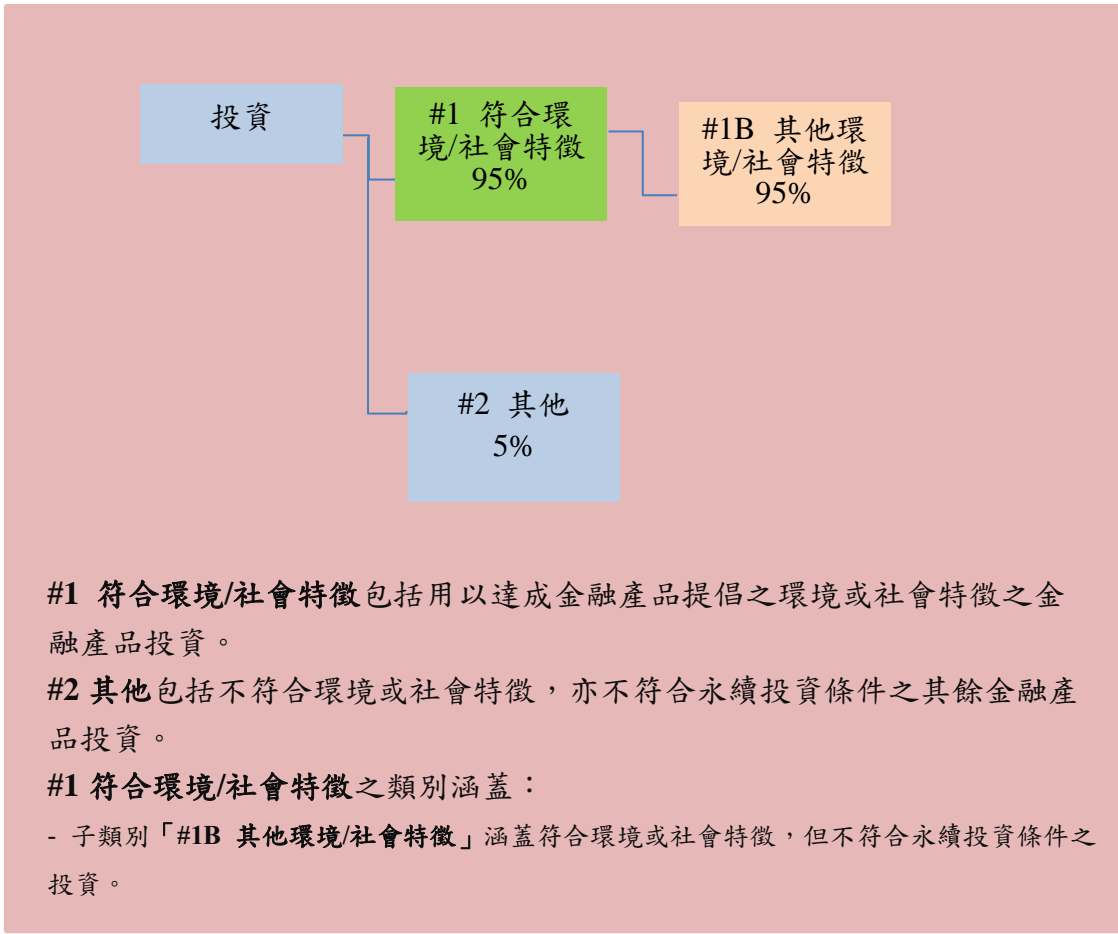 投資
#1 符合環
境/社會特徵
95%
#1B 其他環
境/社會特徵
95%
#2 其他
5%
#1 符合環境/社會特徵包括用以達成金融產品提倡之環境或社會特徵之金
融產品投資。
#2 其他包括不符合環境或社會特徵，亦不符合永續投資條件之其餘金融產
品投資。
#1 符合環境/社會特徵之類別涵蓋：
- 子類別「#1B 其他環境/社會特徵」涵蓋符合環境或社會特徵，但不符合永續投資條件之
投資。